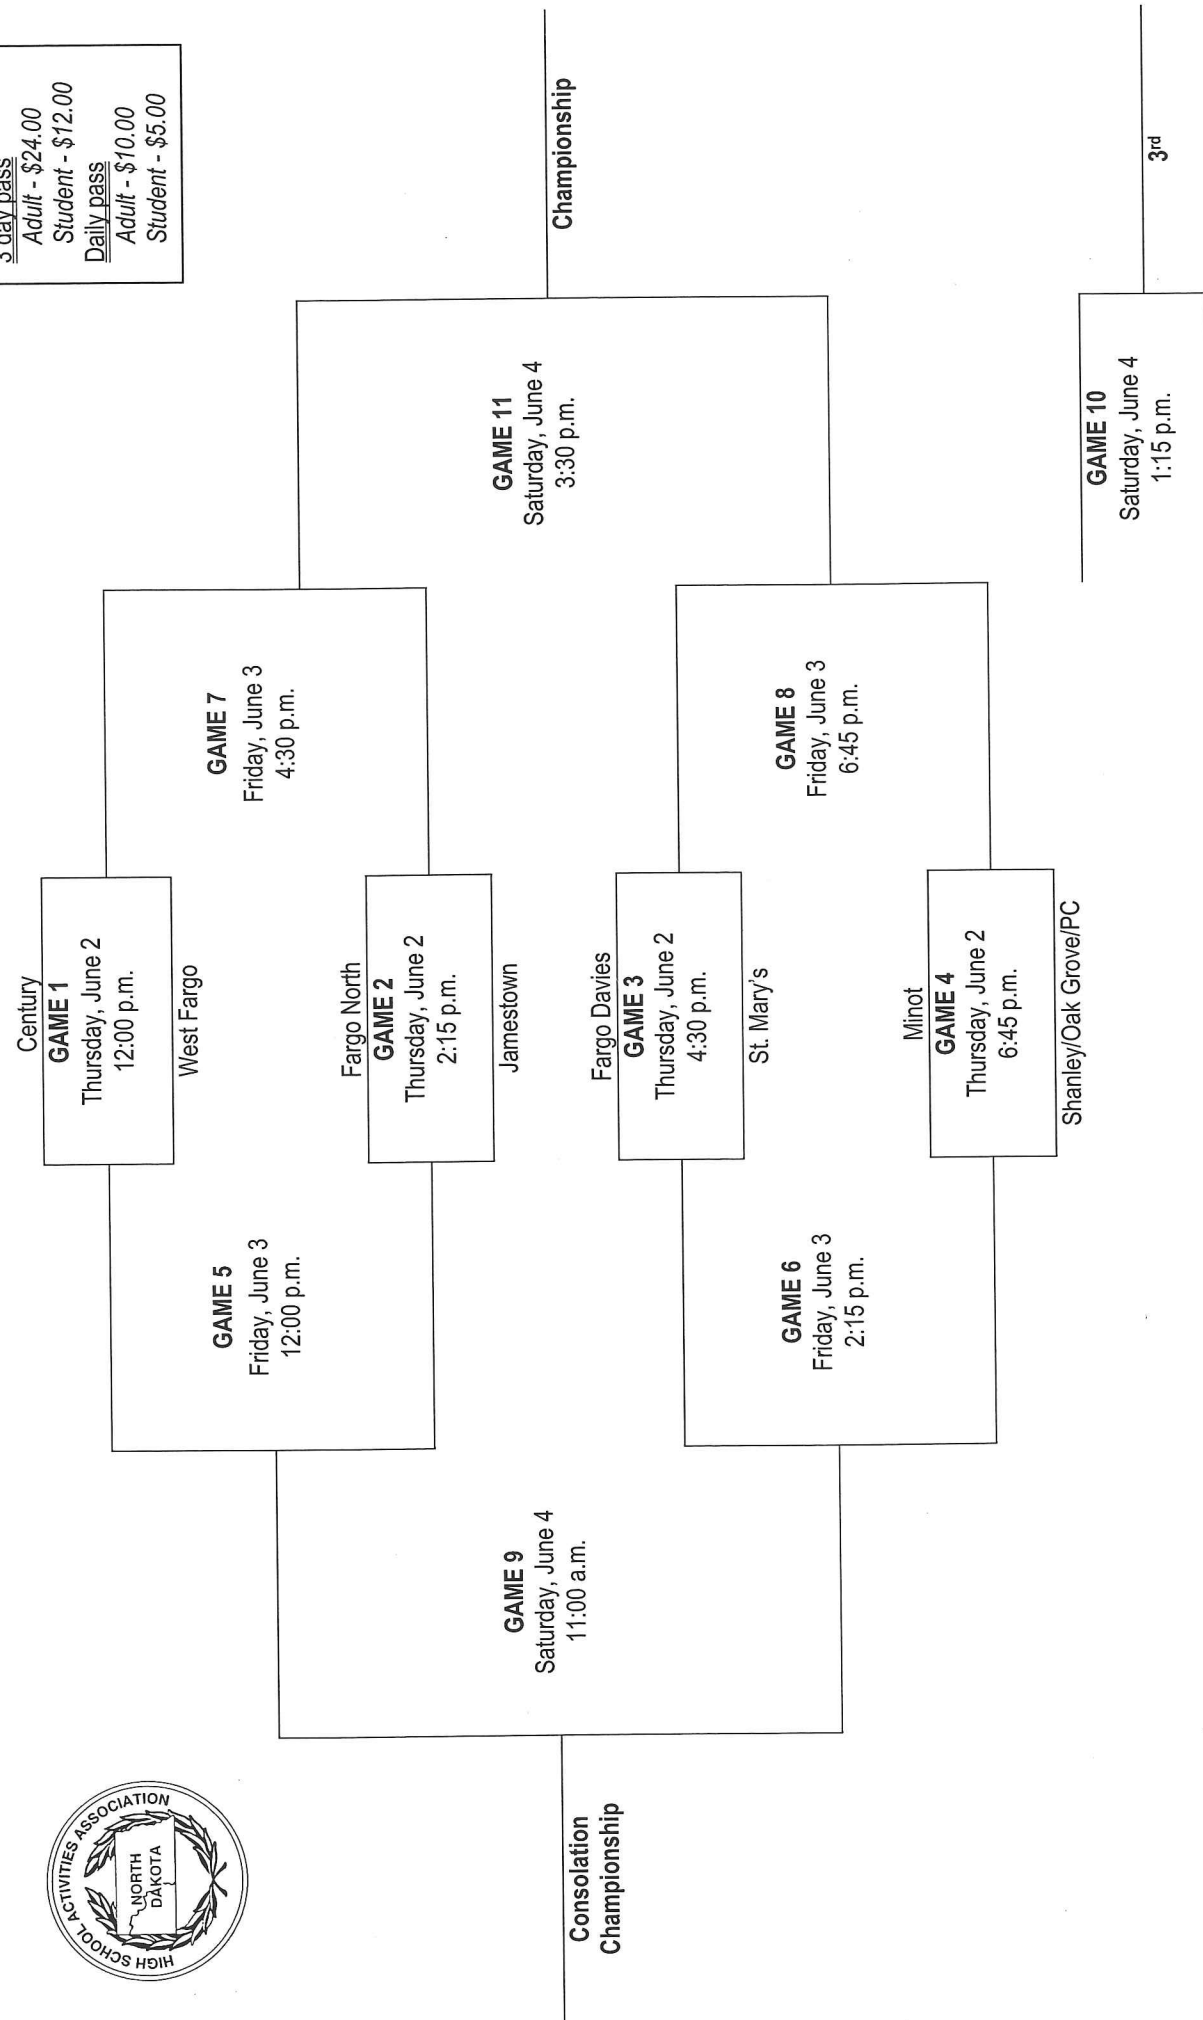 3 day pass
Adult - $24.00
Student - $12.00
Daily pass
Adult - $10.00
Student - $5.00
HIGH SCHOOL ACTIVITIES ASSOCIATION
NORTH
DAKOTA
Century
GAME 1
Thursday, June 2
12:00 p.m.
West Fargo
Fargo North
GAME 2
Thursday, June 2
2:15 p.m.
Jamestown
Fargo Davies
GAME 3
Thursday, June 2
4:30 p.m.
St. Mary's
Minot
GAME 4
Thursday, June 2
6:45 p.m.
Shanley/Oak Grove/PC
GAME 5
Friday, June 3
12:00 p.m.
GAME 6
Friday, June 3
2:15 p.m.
GAME 7
Friday, June 3
4:30 p.m.
GAME 8
Friday, June 3
6:45 p.m.
GAME 9
Saturday, June 4
11:00 a.m.
Consolation
Championship
GAME 11
Saturday, June 4
3:30 p.m.
Championship
GAME 10
Saturday, June 4
1:15 p.m.
3rd